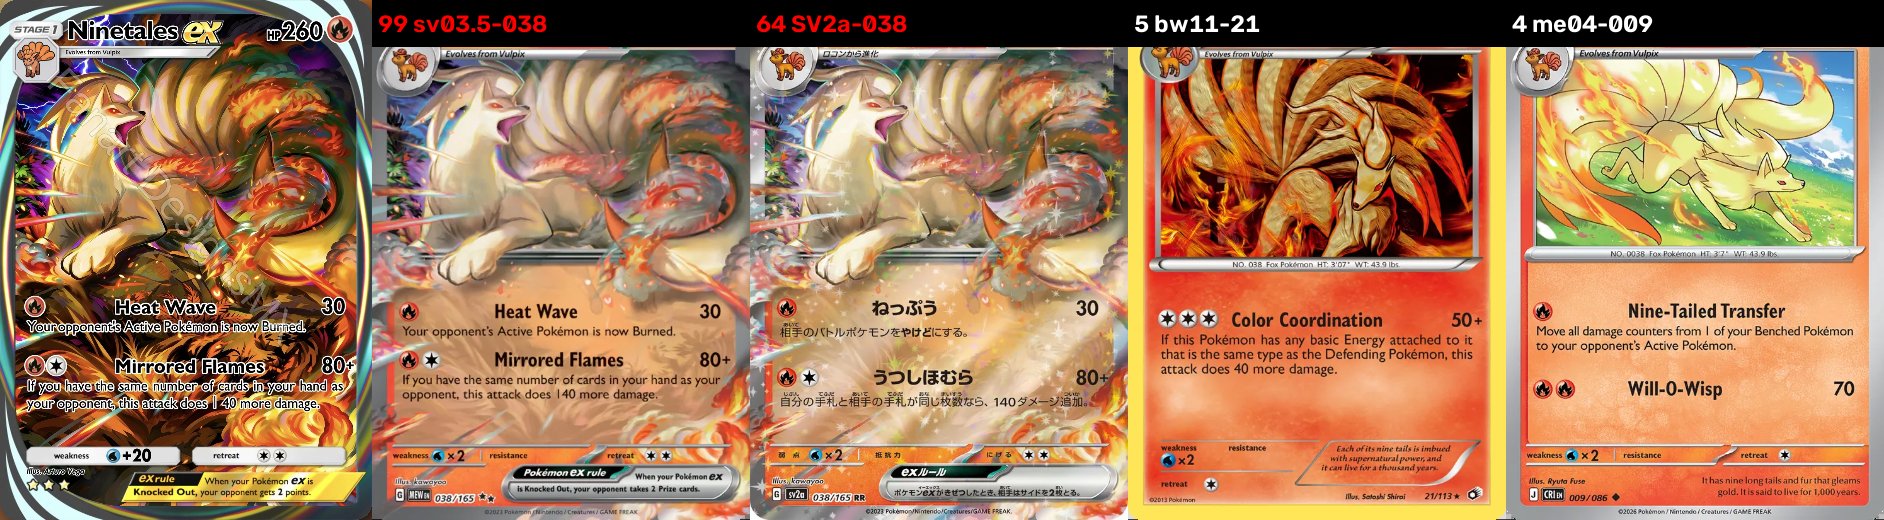 STAGE 1 Ninetales ex HP260
Evolves from Vulpix
Heat Wave 30
Your opponent's Active Pokémon is now Burned.
Mirrored Flames 80+
If you have the same number of cards in your hand as
your opponent, this attack does 140 more damage.
weakness +20 retreat
Illus. Arturo Vega
ex rule When your Pokémon ex is
Knocked Out, your opponent gets 2 points.
99 sv03.5-038
Evolves from Vulpix
Heat Wave 30
Your opponent's Active Pokémon is now Burned.
Mirrored Flames 80+
If you have the same number of cards in your hand as your
opponent, this attack does 140 more damage.
weakness ×2 resistance retreat
Illus. kawayoo
Pokémon ex rule When your Pokémon ex
is Knocked Out, your opponent takes 2 Prize cards.
G MEW EN 038/165
©2023 Pokémon / Nintendo / Creatures / GAME FREAK
64 SV2a-038
ロコンから進化
ねっぷう 30
相手のバトルポケモンをやけどにする。
うつしほむら 80+
自分の手札と相手の手札が同じ枚数なら、140ダメージ追加。
弱点 ×2 抵抗力 にげる
Illus. kawayoo
exルール
ポケモンexがきぜつしたとき、相手はサイドを2枚とる。
G sv2a 038/165 RR
©2023 Pokémon/Nintendo/Creatures/GAME FREAK.
5 bw11-21
Evolves from Vulpix
NO. 038 Fox Pokémon HT: 3'07" WT: 43.9 lbs.
Color Coordination 50+
If this Pokémon has any basic Energy attached to it
that is the same type as the Defending Pokémon, this
attack does 40 more damage.
weakness resistance
×2
retreat
Each of its nine tails is imbued
with supernatural power, and
it can live for a thousand years.
©2013 Pokémon
Illus. Satoshi Shirai 21/113
4 me04-009
Evolves from Vulpix
NO. 0038 Fox Pokémon HT: 3'7" WT: 43.9 lbs.
Nine-Tailed Transfer
Move all damage counters from 1 of your Benched Pokémon
to your opponent's Active Pokémon.
Will-O-Wisp 70
weakness ×2 resistance retreat
Illus. Ryuta Fuse
J CRI EN 009/086
It has nine long tails and fur that gleams
gold. It is said to live for 1,000 years.
©2026 Pokémon / Nintendo / Creatures / GAME FREAK